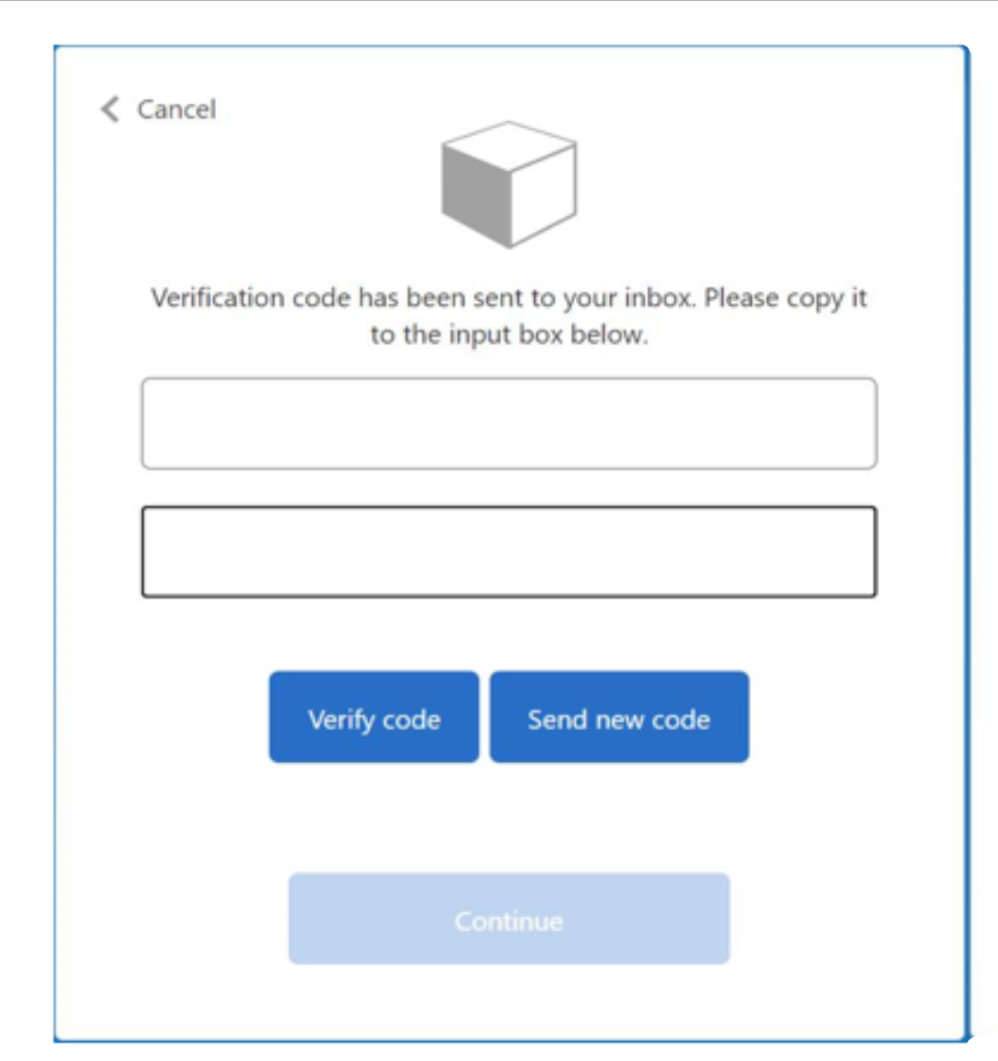 Cancel
Verification code has been sent to your inbox. Please copy it
to the input box below.
Verify code
Send new code
Continue